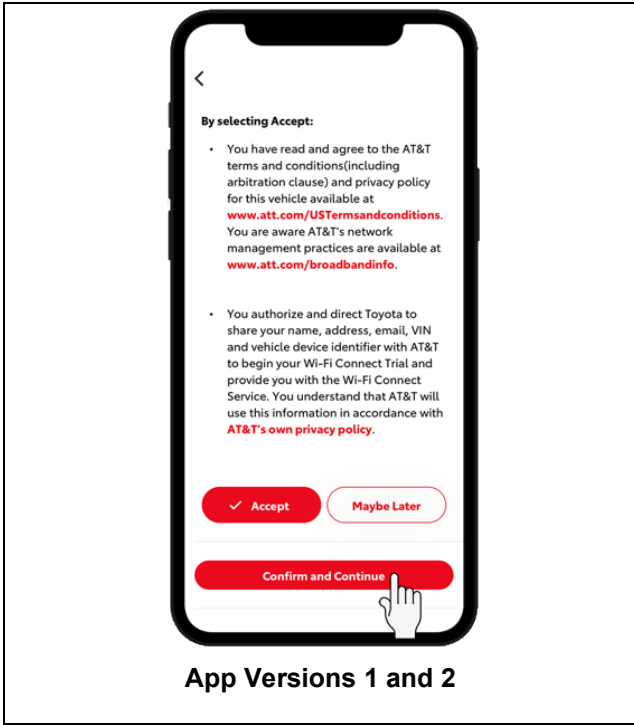 By selecting Accept:
• You have read and agree to the AT&T
terms and conditions(including
arbitration clause) and privacy policy
for this vehicle available at
www.att.com/USTermsandconditions.
You are aware AT&T's network
management practices are available at
www.att.com/broadbandinfo.
• You authorize and direct Toyota to
share your name, address, email, VIN
and vehicle device identifier with AT&T
to begin your Wi-Fi Connect Trial and
provide you with the Wi-Fi Connect
Service. You understand that AT&T will
use this information in accordance with
AT&T's own privacy policy.
Accept
Maybe Later
Confirm and Continue
App Versions 1 and 2